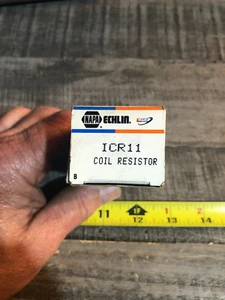 NAPA ECHLIN.
ICR11
COIL RESISTOR
B
11 12 13 14